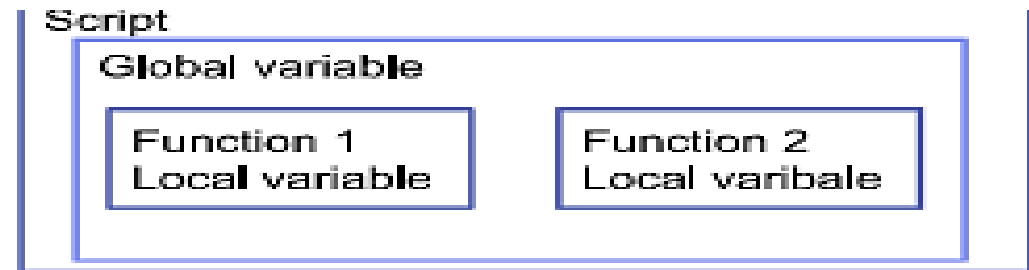 Script
Global variable
Function 1
Local variable
Function 2
Local varibale